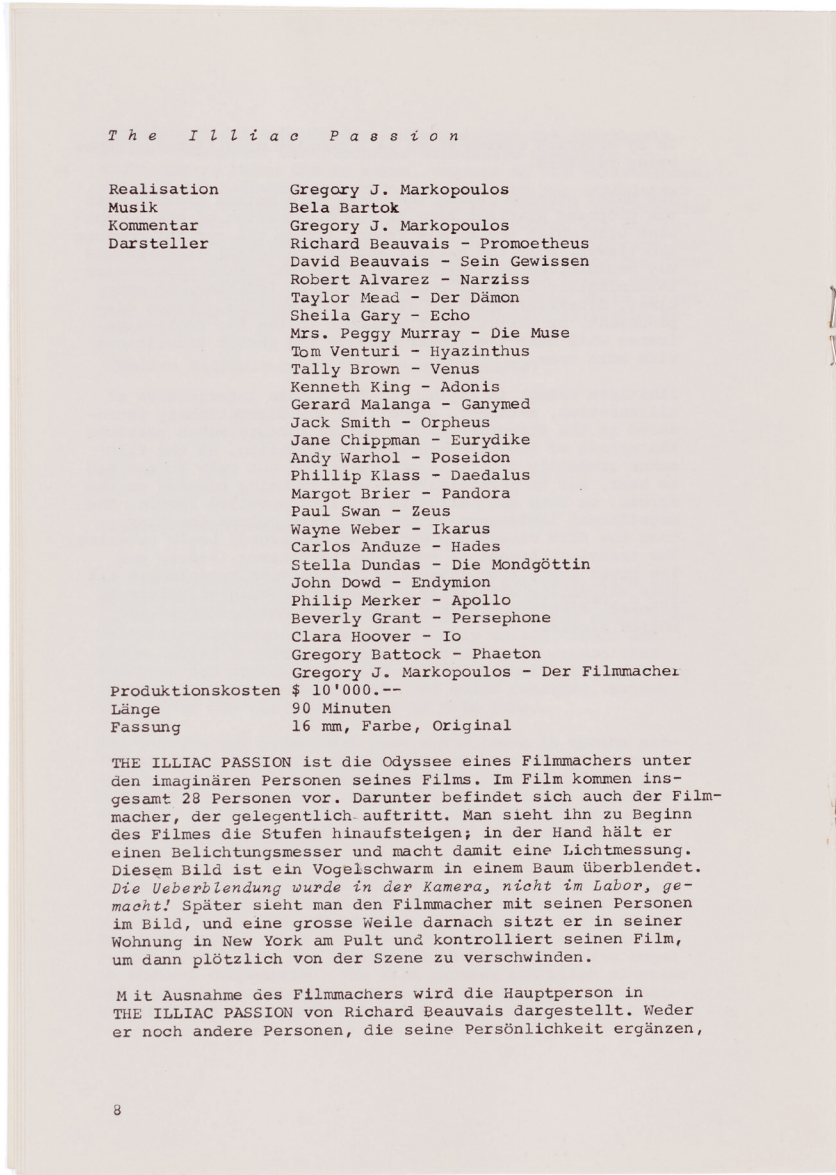 The Illiac Passion
Realisation Gregory J. Markopoulos
Musik Bela Bartok
Kommentar Gregory J. Markopoulos
Darsteller Richard Beauvais - Promoetheus
David Beauvais - Sein Gewissen
Robert Alvarez - Narziss
Taylor Mead - Der Dämon
Sheila Gary - Echo
Mrs. Peggy Murray - Die Muse
Tom Venturi - Hyazinthus
Tally Brown - Venus
Kenneth King - Adonis
Gerard Malanga - Ganymed
Jack Smith - Orpheus
Jane Chippman - Eurydike
Andy Warhol - Poseidon
Phillip Klass - Daedalus
Margot Brier - Pandora
Paul Swan - Zeus
Wayne Weber - Ikarus
Carlos Anduze - Hades
Stella Dundas - Die Mondgöttin
John Dowd - Endymion
Philip Merker - Apollo
Beverly Grant - Persephone
Clara Hoover - Io
Gregory Battock - Phaeton
Gregory J. Markopoulos - Der Filmmacher
Produktionskosten $ 10'000.--
Länge 90 Minuten
Fassung 16 mm, Farbe, Original
THE ILLIAC PASSION ist die Odyssee eines Filmmachers unter
den imaginären Personen seines Films. Im Film kommen ins-
gesamt 28 Personen vor. Darunter befindet sich auch der Film-
macher, der gelegentlich auftritt. Man sieht ihn zu Beginn
des Filmes die Stufen hinaufsteigen; in der Hand hält er
einen Belichtungsmesser und macht damit eine Lichtmessung.
Diesem Bild ist ein Vogelschwarm in einem Baum überblendet.
Die Ueberblendung wurde in der Kamera, nicht im Labor, ge-
macht! Später sieht man den Filmmacher mit seinen Personen
im Bild, und eine grosse Weile darnach sitzt er in seiner
Wohnung in New York am Pult und kontrolliert seinen Film,
um dann plötzlich von der Szene zu verschwinden.
Mit Ausnahme des Filmmachers wird die Hauptperson in
THE ILLIAC PASSION von Richard Beauvais dargestellt. Weder
er noch andere Personen, die seine Persönlichkeit ergänzen,
8